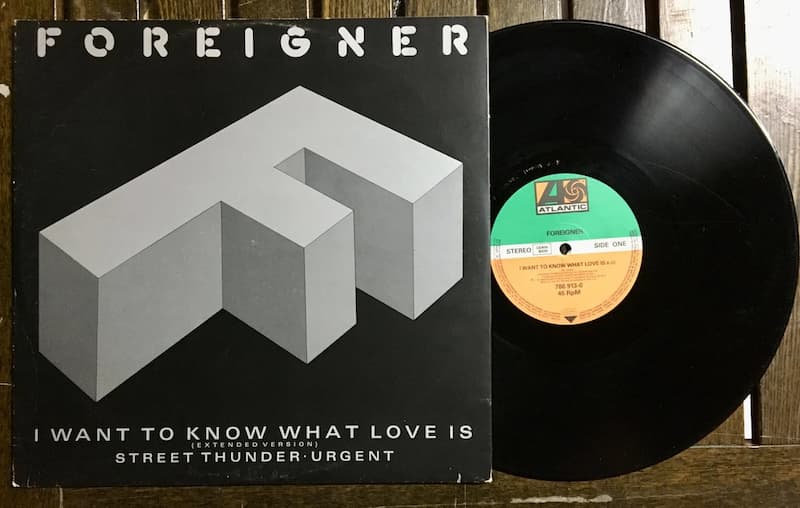 FOREIGNER
I WANT TO KNOW WHAT LOVE IS
(EXTENDED VERSION)
STREET THUNDER · URGENT
ATLANTIC
FOREIGNER
STEREO
SIDE ONE
I WANT TO KNOW WHAT LOVE IS
786 913-0
45 RpM